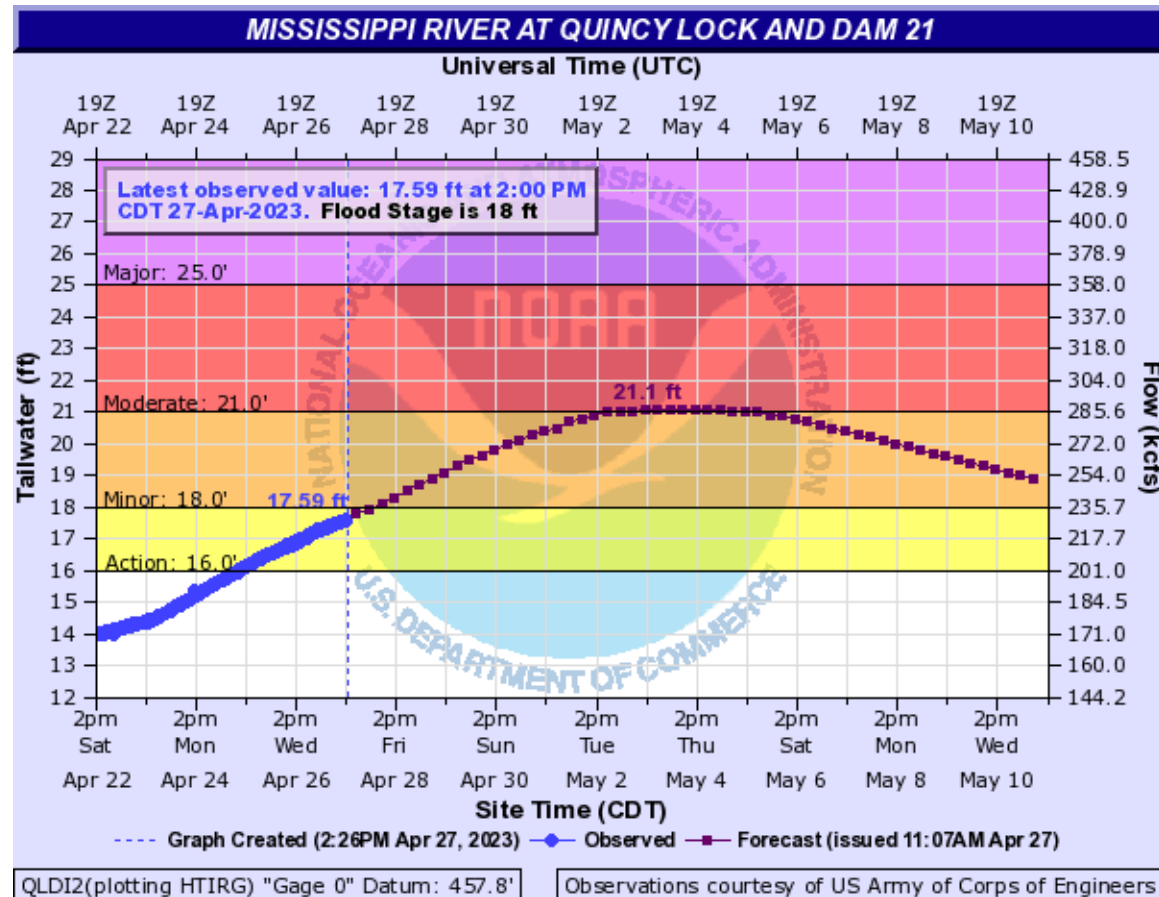 MISSISSIPPI RIVER AT QUINCY LOCK AND DAM 21
Universal Time (UTC)
19Z 19Z 19Z 19Z 19Z 19Z 19Z 19Z 19Z 19Z
Apr 22 Apr 24 Apr 26 Apr 28 Apr 30 May 2 May 4 May 6 May 8 May 10
Latest observed value: 17.59 ft at 2:00 PM
CDT 27-Apr-2023. Flood Stage is 18 ft
Tailwater (ft)
29
28
27
26
25
24
23
22
21
20
19
18
17
16
15
14
13
12
Major: 25.0'
Moderate: 21.0'
Minor: 18.0'
Action: 16.0'
17.59 ft
21.1 ft
NATIONAL OCEANIC AND ATMOSPHERIC ADMINISTRATION
NOAA
U.S. DEPARTMENT OF COMMERCE
458.5
428.9
400.0
378.9
358.0
337.0
318.0
304.0
285.6
272.0
254.0
235.7
217.7
201.0
184.5
171.0
160.0
144.2
Flow (kcfs)
2pm 2pm 2pm 2pm 2pm 2pm 2pm 2pm 2pm 2pm
Sat Mon Wed Fri Sun Tue Thu Sat Mon Wed
Apr 22 Apr 24 Apr 26 Apr 28 Apr 30 May 2 May 4 May 6 May 8 May 10
Site Time (CDT)
Graph Created (2:26PM Apr 27, 2023) Observed Forecast (issued 11:07AM Apr 27)
QLDI2(plotting HTIRG) "Gage 0" Datum: 457.8' Observations courtesy of US Army of Corps of Engineers